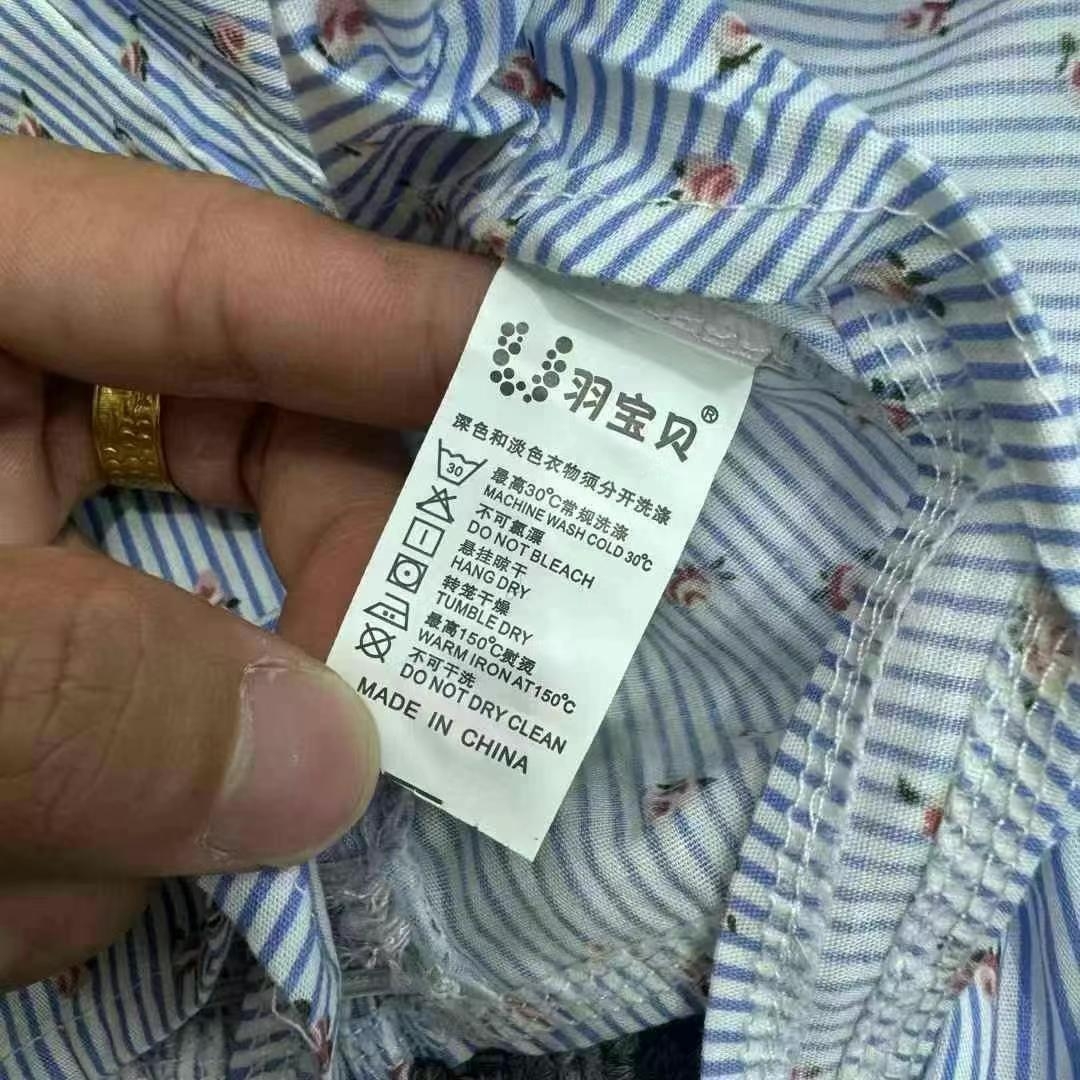 羽宝贝®
深色和淡色衣物须分开洗涤
30
最高30℃常规洗涤
MACHINE WASH COLD 30℃
不可氯漂
DO NOT BLEACH
悬挂晾干
HANG DRY
转笼干燥
TUMBLE DRY
最高150℃熨烫
WARM IRON AT 150℃
不可干洗
DO NOT DRY CLEAN
MADE IN CHINA